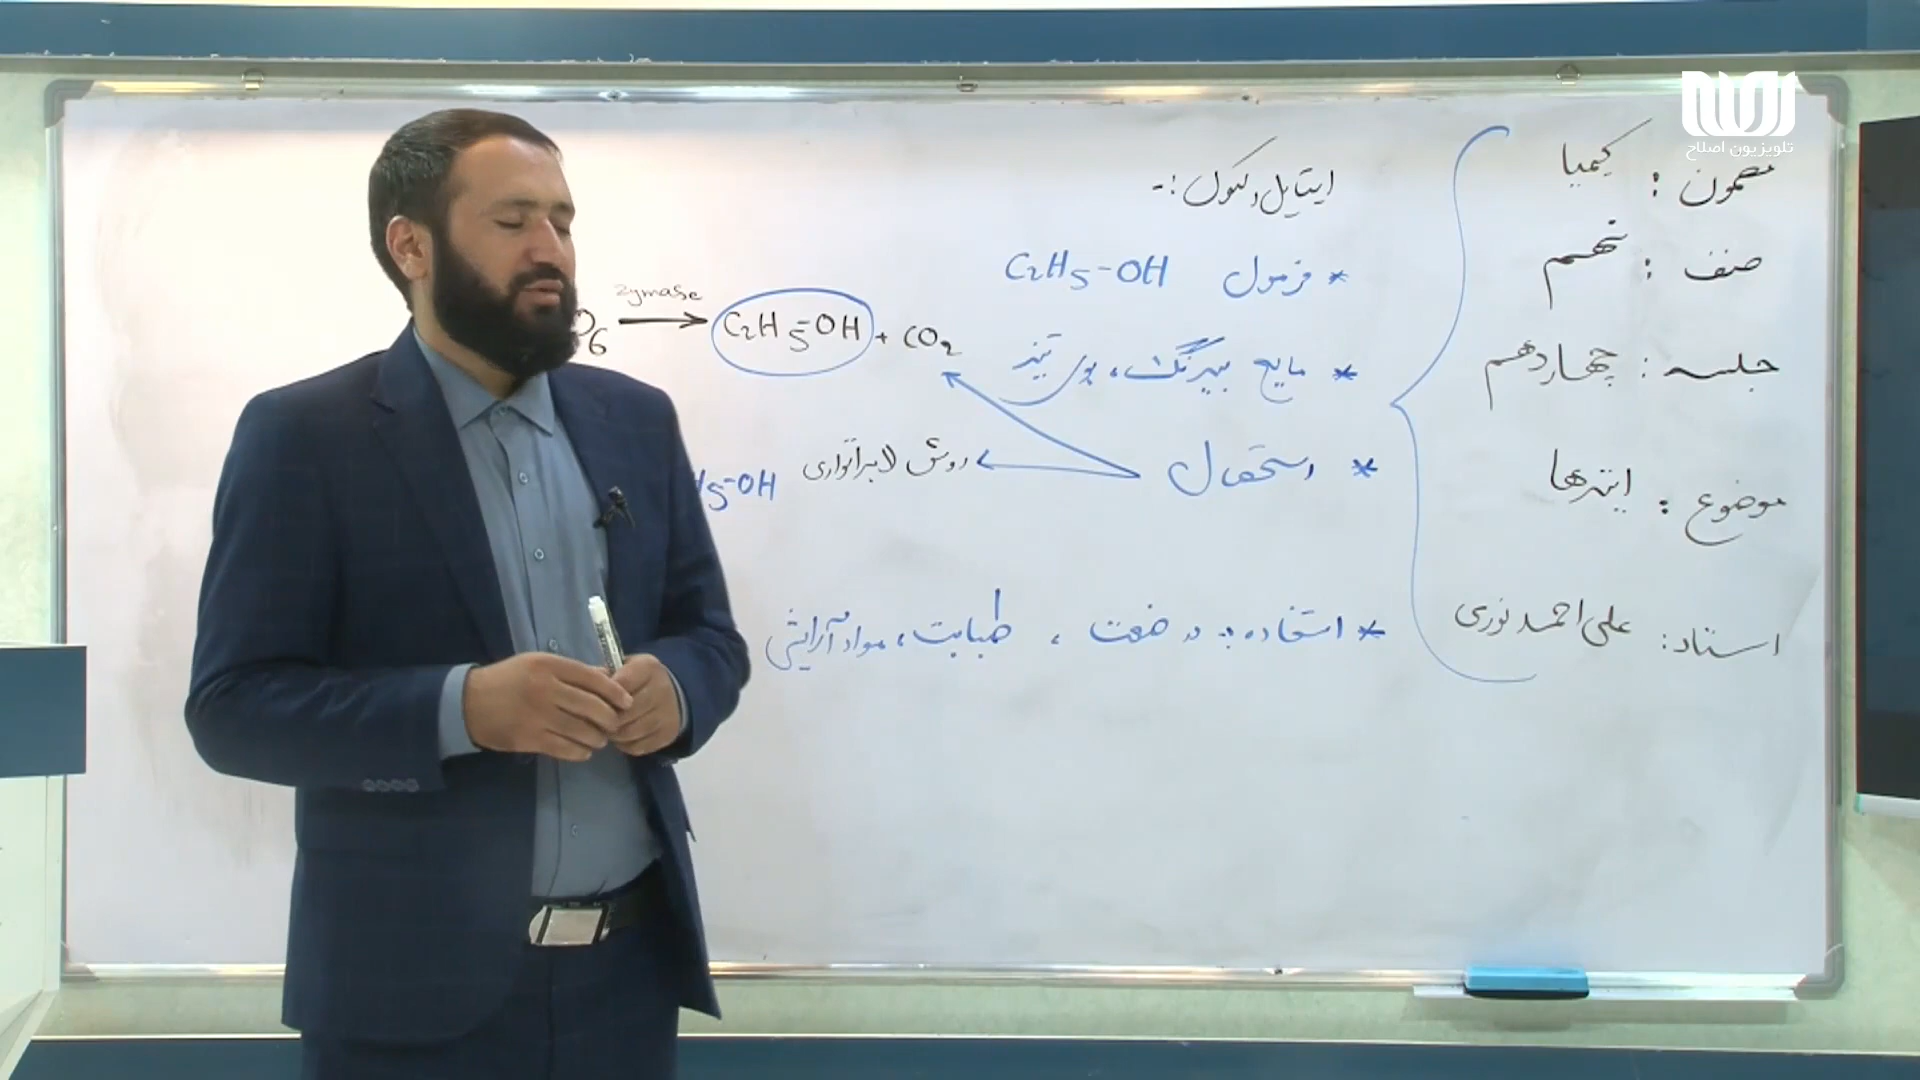 تلویزیون اصلاح
مضمون : کیمیا
صنف : نهم
جلسه : چهاردهم
موضوع : ایترها
استاد : علی احمد نوری
ایتایل الکول :-
* فرمول C2H5-OH
* مایع بیرنگ، بوی تیز
* استحصال
روش لابراتواری
H5-OH
O6 zymase C2H5-OH + CO2
* استفاده : در صنعت ، طبابت، مواد آرایشی